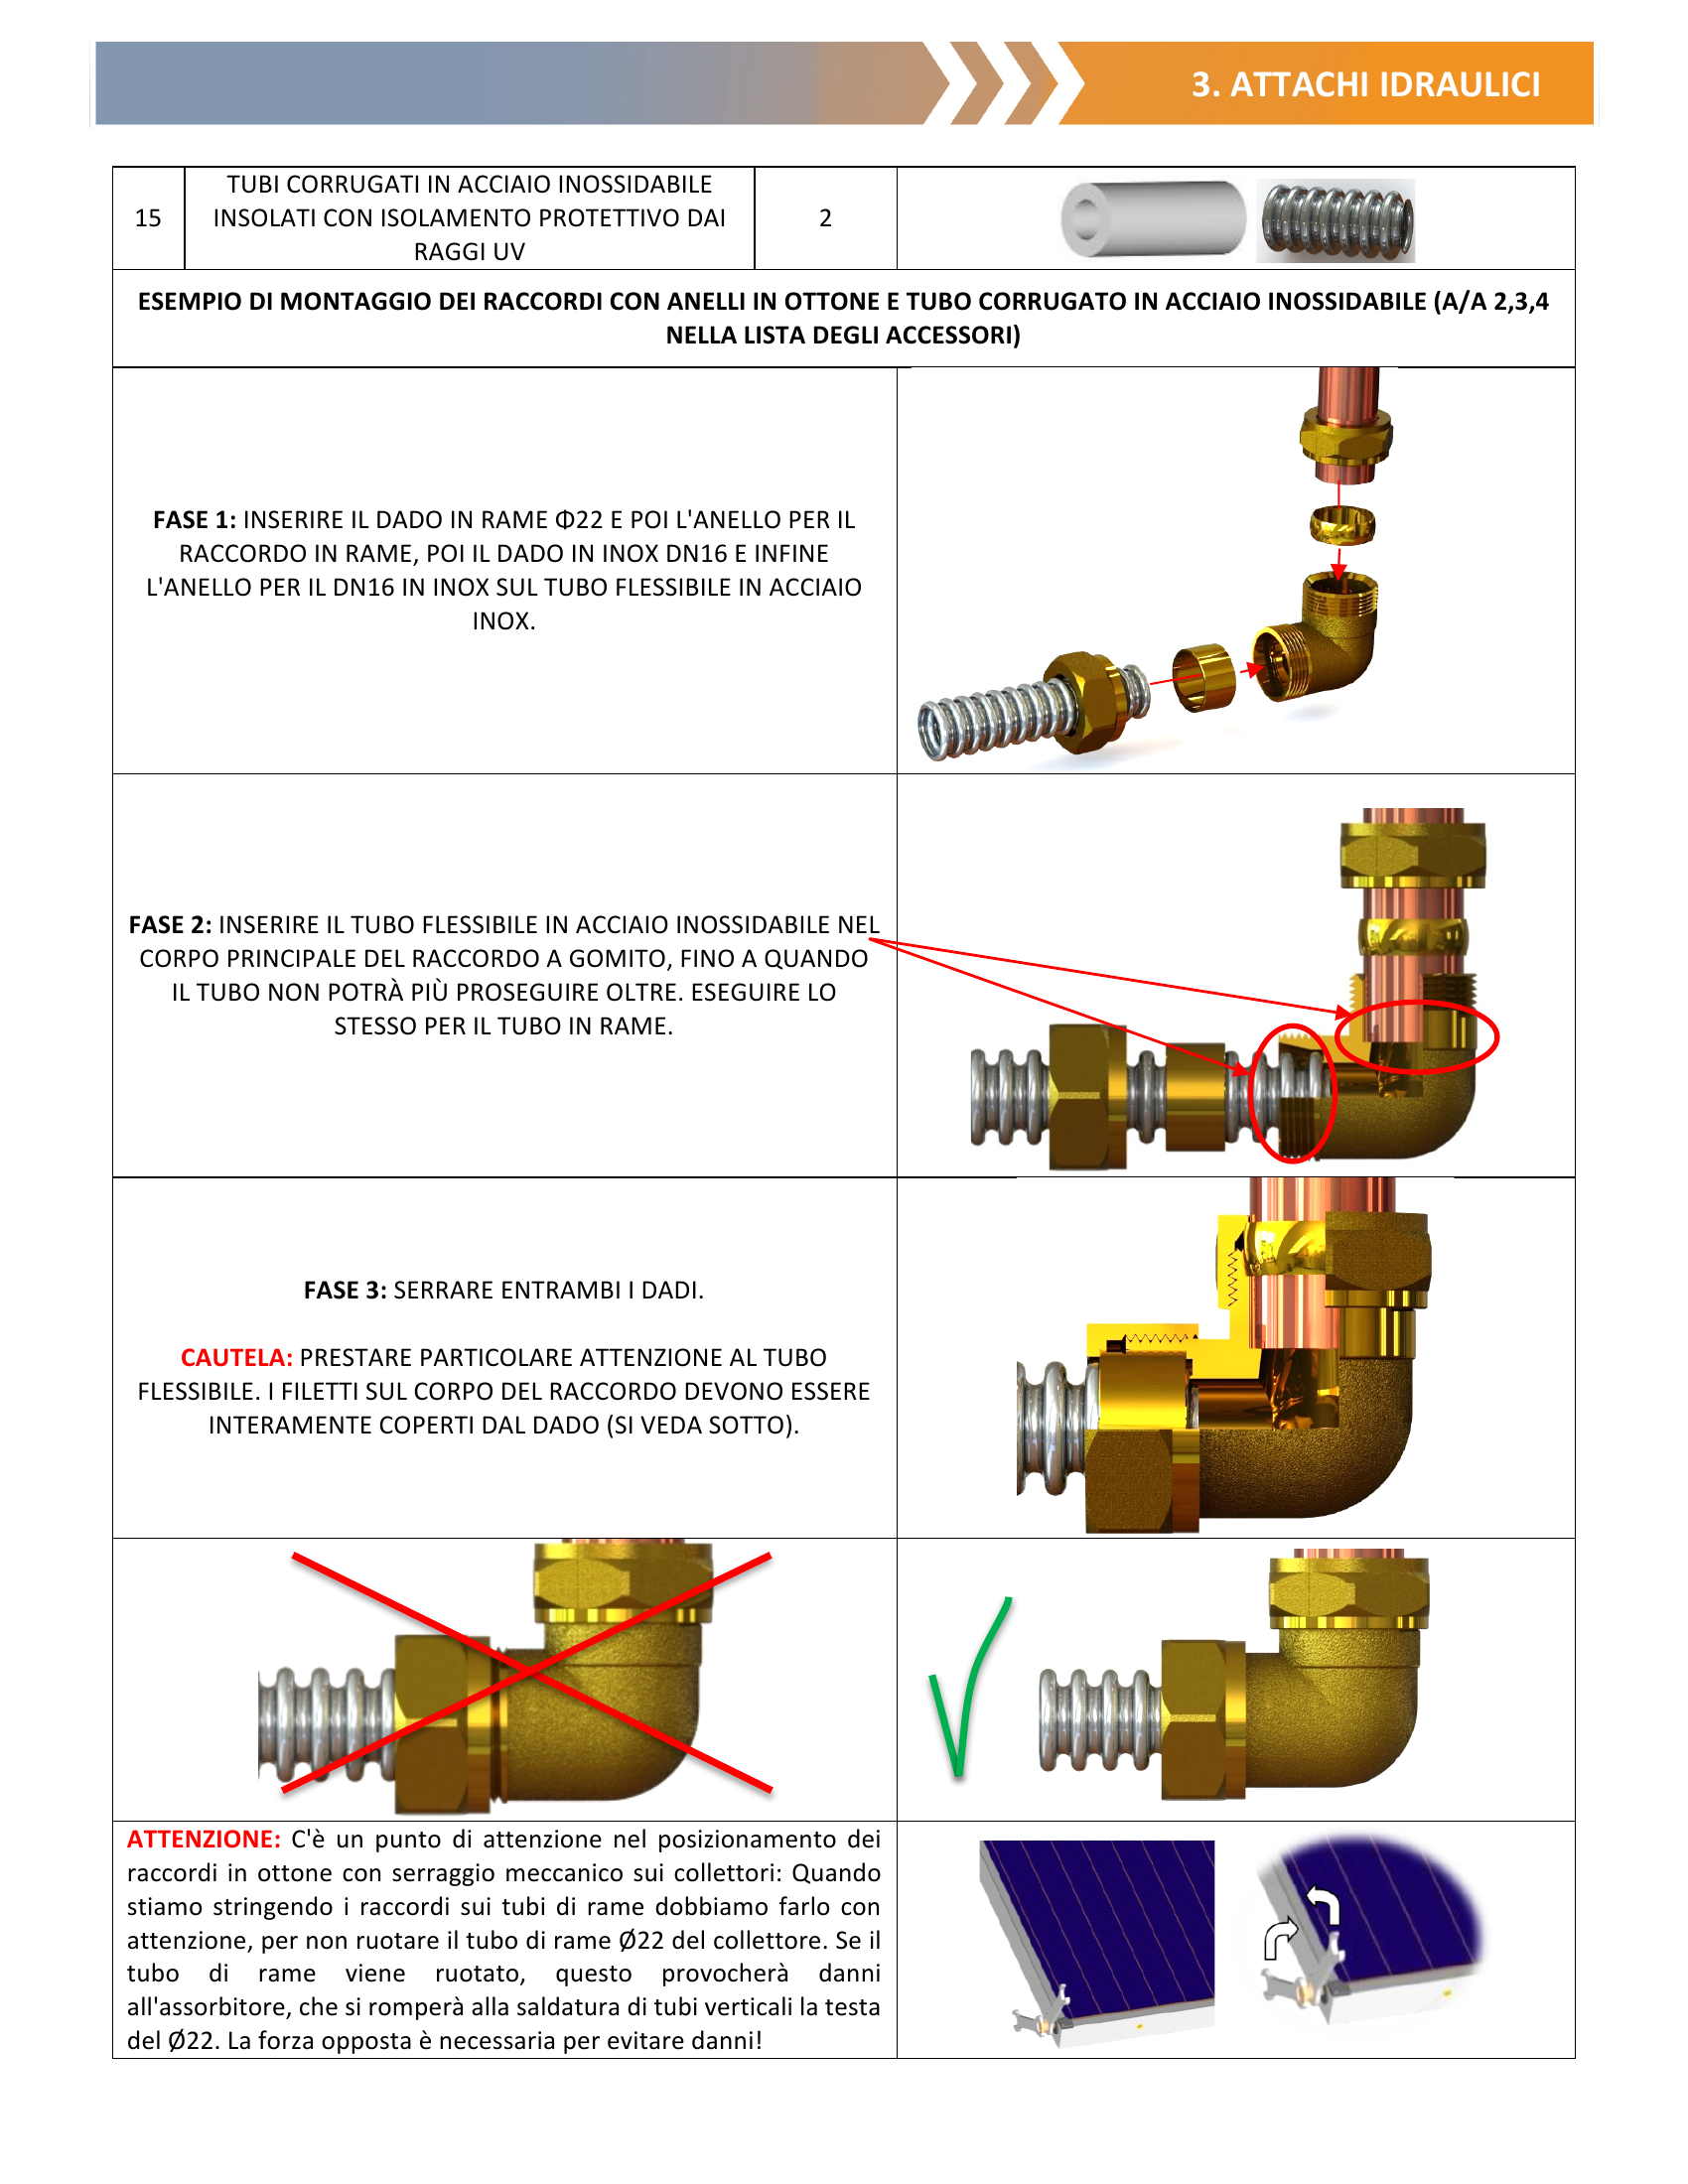 3. ATTACHI IDRAULICI
15
TUBI CORRUGATI IN ACCIAIO INOSSIDABILE
INSOLATI CON ISOLAMENTO PROTETTIVO DAI
RAGGI UV
2
ESEMPIO DI MONTAGGIO DEI RACCORDI CON ANELLI IN OTTONE E TUBO CORRUGATO IN ACCIAIO INOSSIDABILE (A/A 2,3,4
NELLA LISTA DEGLI ACCESSORI)
FASE 1: INSERIRE IL DADO IN RAME Φ22 E POI L'ANELLO PER IL
RACCORDO IN RAME, POI IL DADO IN INOX DN16 E INFINE
L'ANELLO PER IL DN16 IN INOX SUL TUBO FLESSIBILE IN ACCIAIO
INOX.
FASE 2: INSERIRE IL TUBO FLESSIBILE IN ACCIAIO INOSSIDABILE NEL
CORPO PRINCIPALE DEL RACCORDO A GOMITO, FINO A QUANDO
IL TUBO NON POTRÀ PIÙ PROSEGUIRE OLTRE. ESEGUIRE LO
STESSO PER IL TUBO IN RAME.
FASE 3: SERRARE ENTRAMBI I DADI.
CAUTELA: PRESTARE PARTICOLARE ATTENZIONE AL TUBO
FLESSIBILE. I FILETTI SUL CORPO DEL RACCORDO DEVONO ESSERE
INTERAMENTE COPERTI DAL DADO (SI VEDA SOTTO).
ATTENZIONE: C'è un punto di attenzione nel posizionamento dei
raccordi in ottone con serraggio meccanico sui collettori: Quando
stiamo stringendo i raccordi sui tubi di rame dobbiamo farlo con
attenzione, per non ruotare il tubo di rame Ø22 del collettore. Se il
tubo di rame viene ruotato, questo provocherà danni
all'assorbitore, che si romperà alla saldatura di tubi verticali la testa
del Ø22. La forza opposta è necessaria per evitare danni!